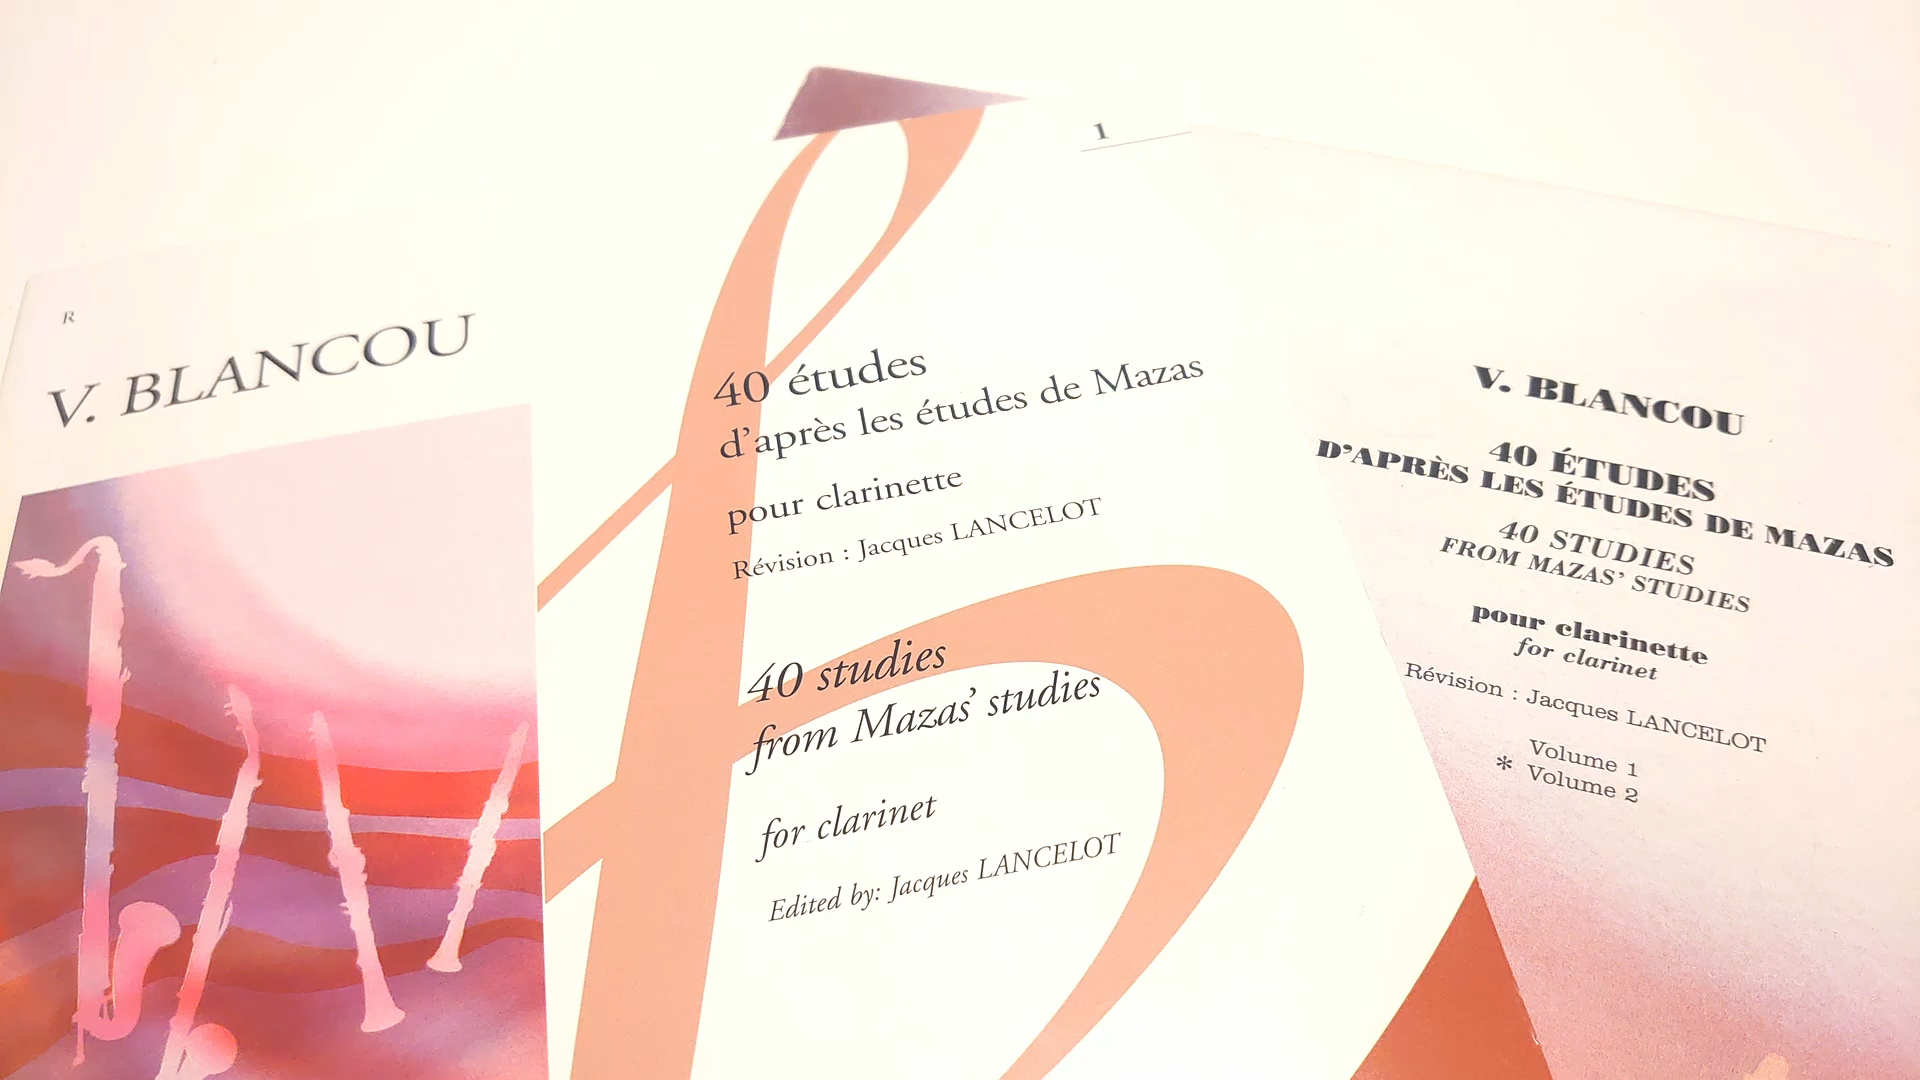 R
V. BLANCOU
1
40 études
d'après les études de Mazas
pour clarinette
Révision : Jacques LANCELOT
40 studies
from Mazas' studies
for clarinet
Edited by: Jacques LANCELOT
V. BLANCOU
40 ÉTUDES
D'APRÈS LES ÉTUDES DE MAZAS
40 STUDIES
FROM MAZAS' STUDIES
pour clarinette
for clarinet
Révision : Jacques LANCELOT
Volume 1
* Volume 2